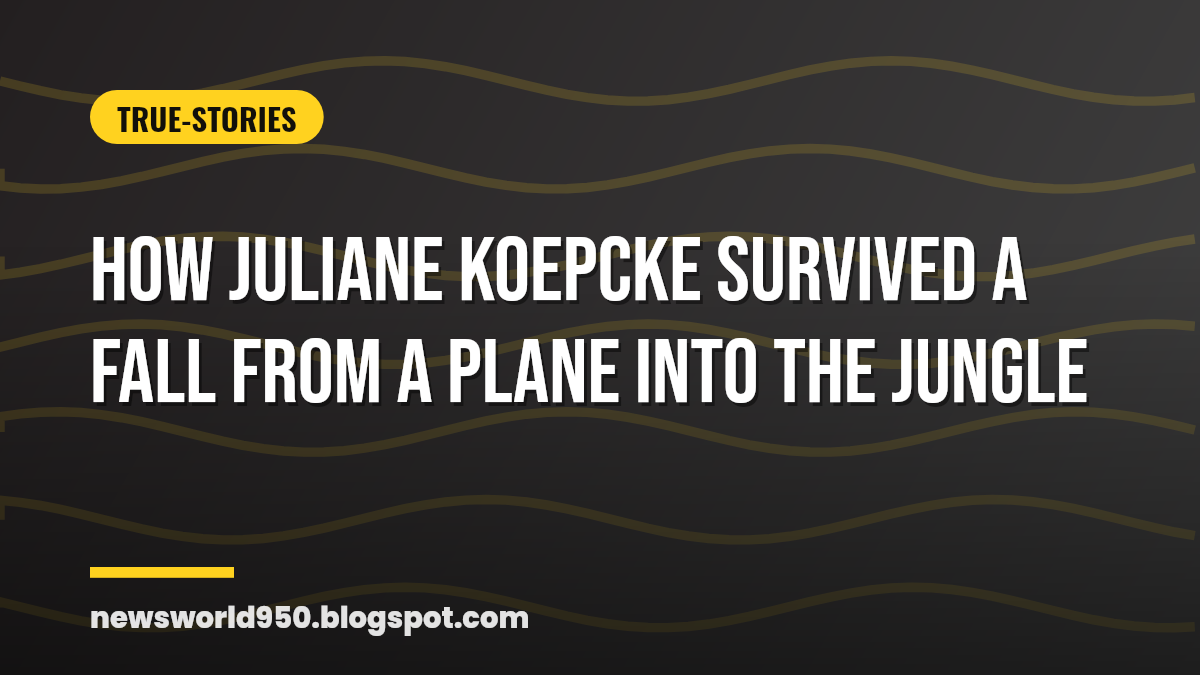 TRUE-STORIES
HOW JULIANE KOEPCKE SURVIVED A
FALL FROM A PLANE INTO THE JUNGLE
newsworld950.blogspot.com